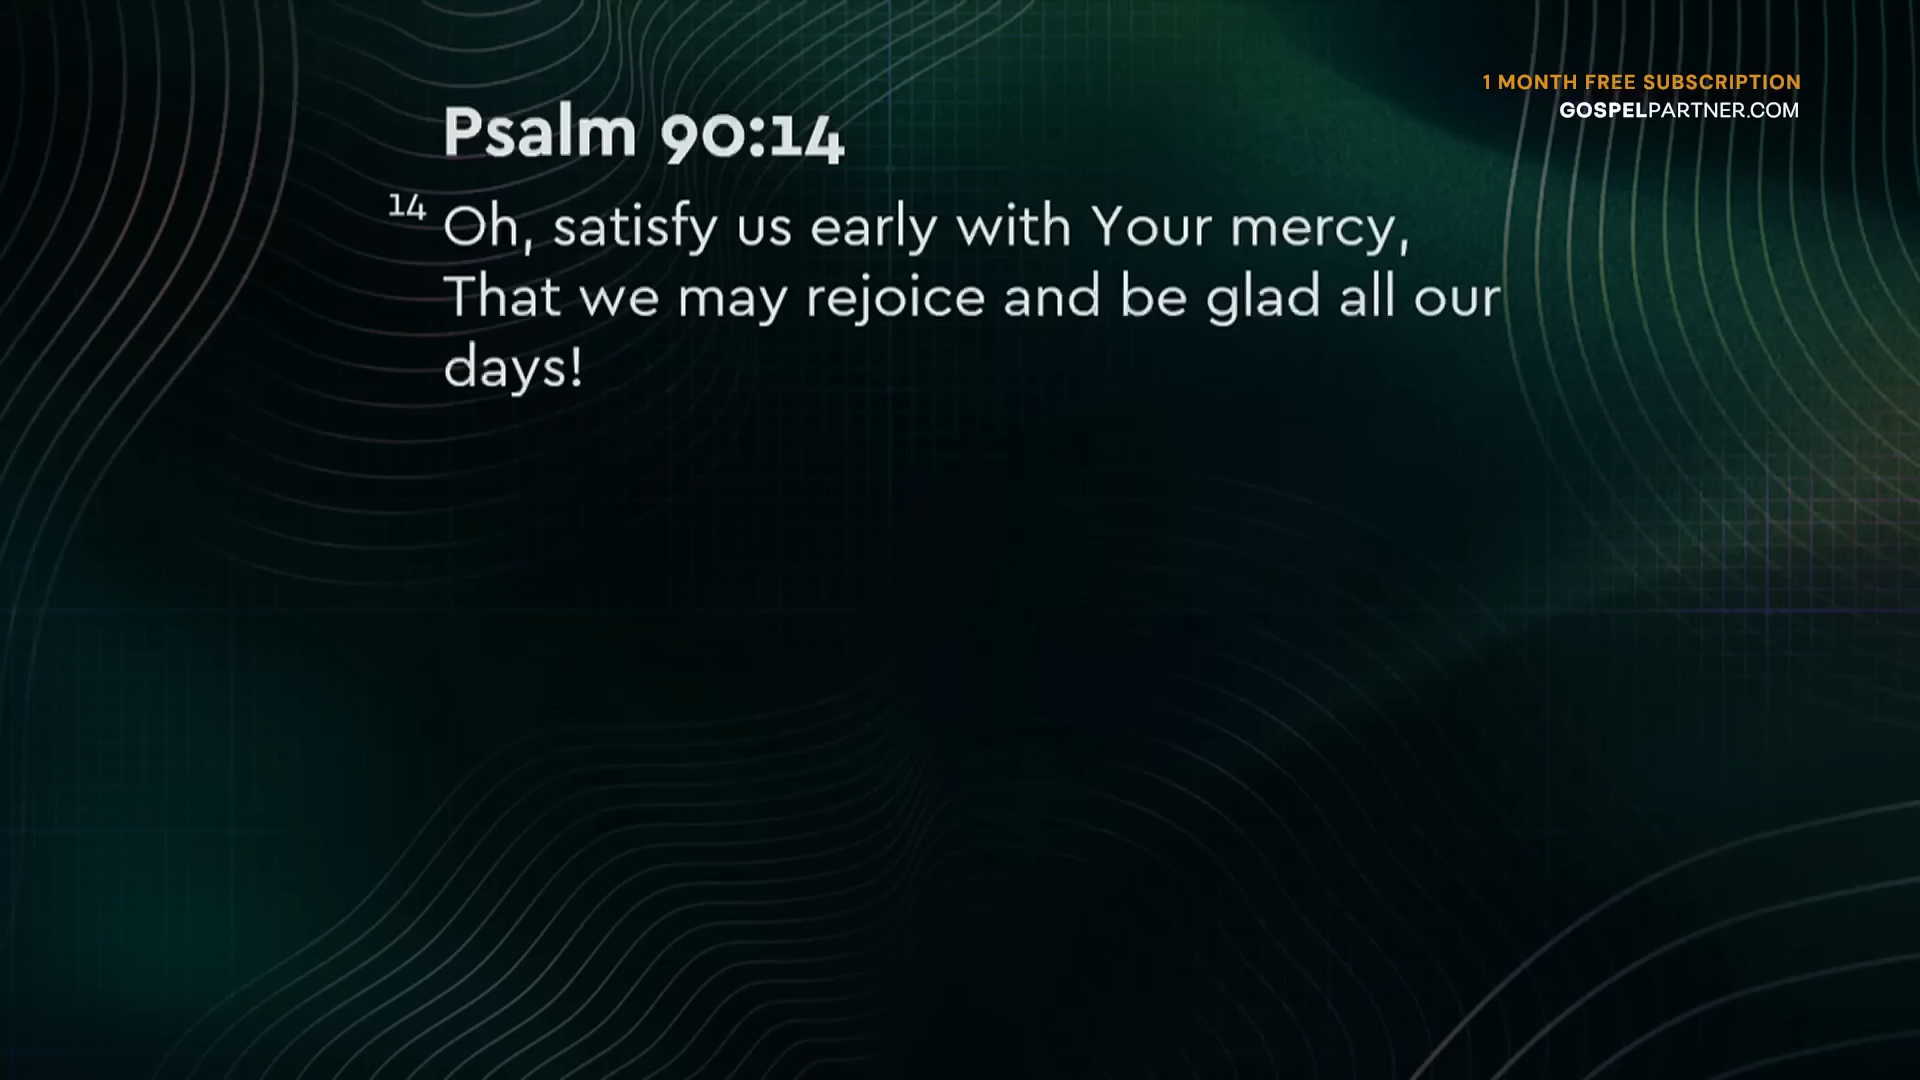 1 MONTH FREE SUBSCRIPTION
GOSPELPARTNER.COM
Psalm 90:14
14 Oh, satisfy us early with Your mercy,
That we may rejoice and be glad all our
days!